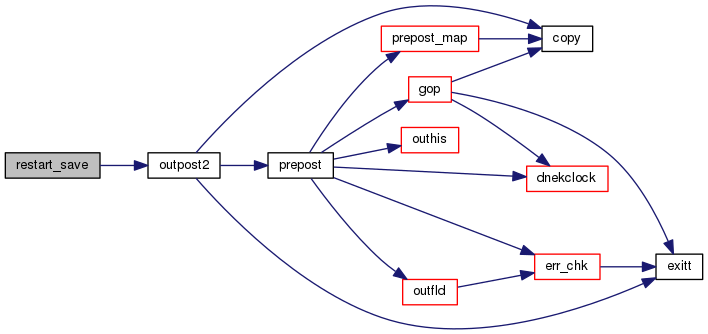 restart_save
outpost2
prepost
prepost_map
copy
gop
outhis
dnekclock
err_chk
exitt
outfld